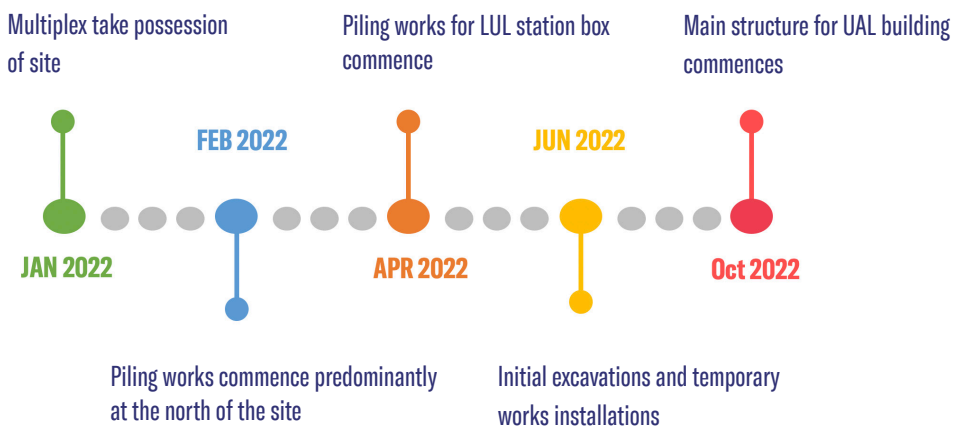 Multiplex take possession
of site
Piling works for LUL station box
commence
Main structure for UAL building
commences
FEB 2022
JUN 2022
JAN 2022
APR 2022
Oct 2022
Piling works commence predominantly
at the north of the site
Initial excavations and temporary
works installations